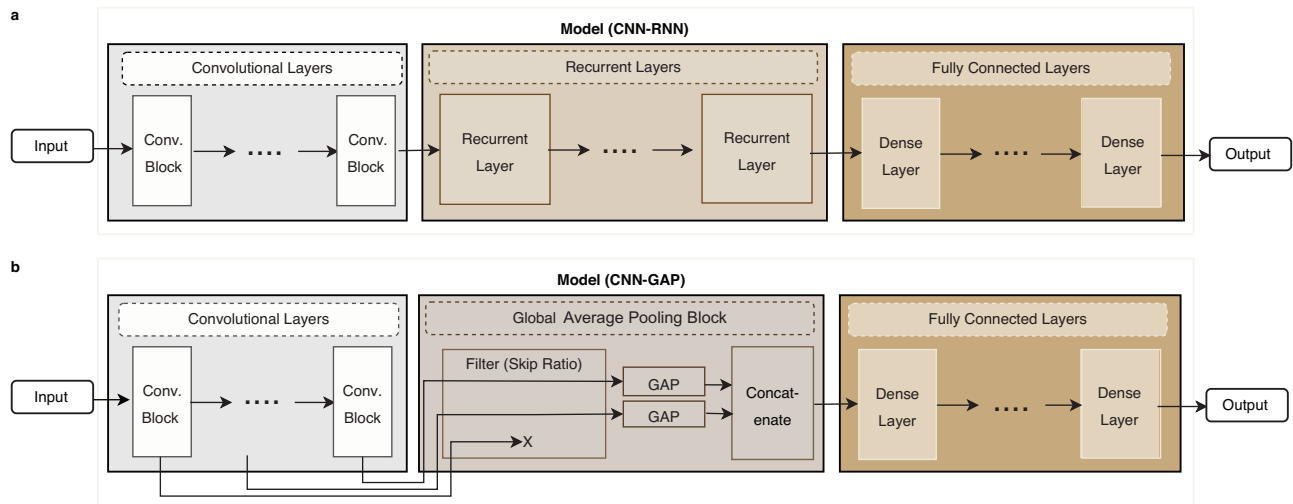 a
Model (CNN-RNN)
Convolutional Layers
Recurrent Layers
Fully Connected Layers
Input
Conv.
Block
....
Conv.
Block
Recurrent
Layer
....
Recurrent
Layer
Dense
Layer
....
Dense
Layer
Output
b
Model (CNN-GAP)
Convolutional Layers
Global Average Pooling Block
Fully Connected Layers
Input
Conv.
Block
....
Conv.
Block
Filter (Skip Ratio)
X
GAP
GAP
Concat-
enate
Dense
Layer
....
Dense
Layer
Output